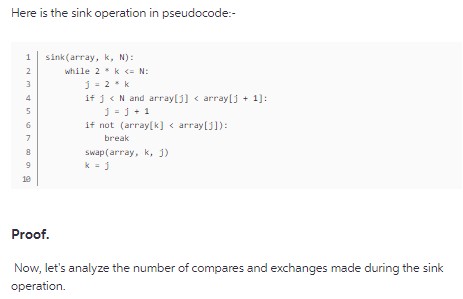 Here is the sink operation in pseudocode:-
1 sink(array, k, N):
2 while 2 * k <= N:
3 j = 2 * k
4 if j < N and array[j] < array[j + 1]:
5 j = j + 1
6 if not (array[k] < array[j]):
7 break
8 swap(array, k, j)
9 k = j
10
Proof.
Now, let's analyze the number of compares and exchanges made during the sink
operation.